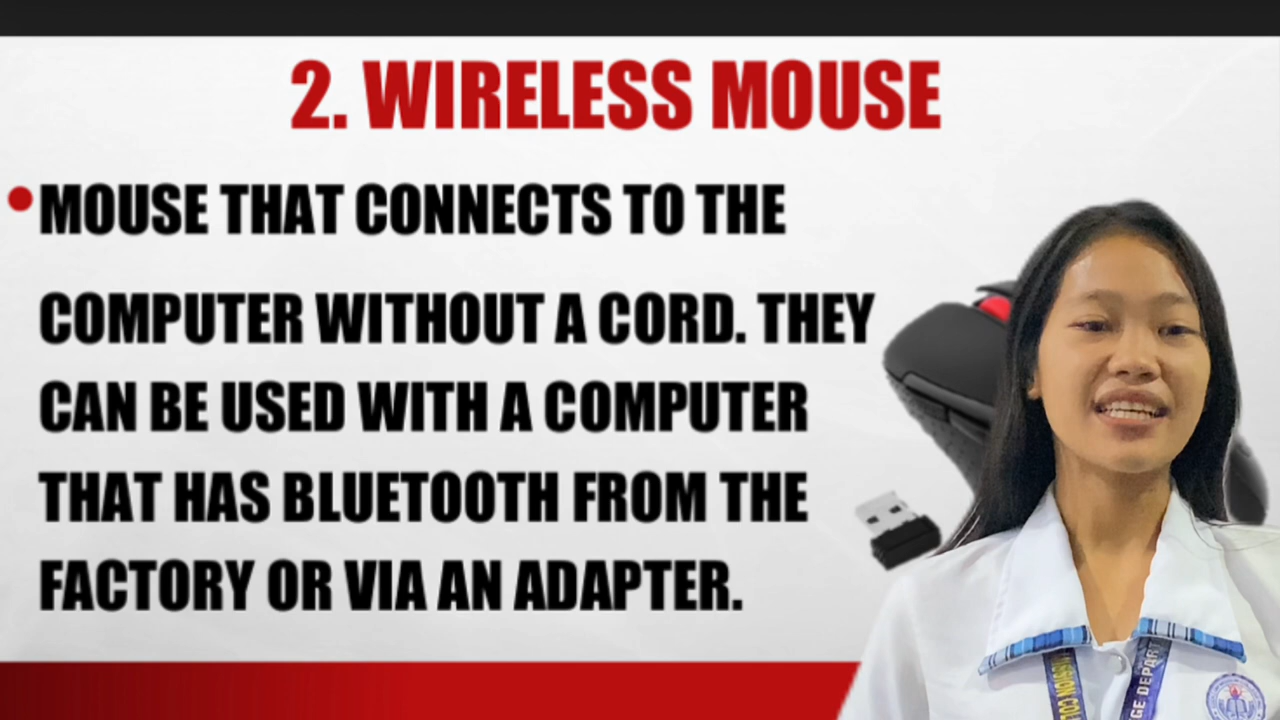 2. WIRELESS MOUSE
MOUSE THAT CONNECTS TO THE
COMPUTER WITHOUT A CORD. THEY
CAN BE USED WITH A COMPUTER
THAT HAS BLUETOOTH FROM THE
FACTORY OR VIA AN ADAPTER.